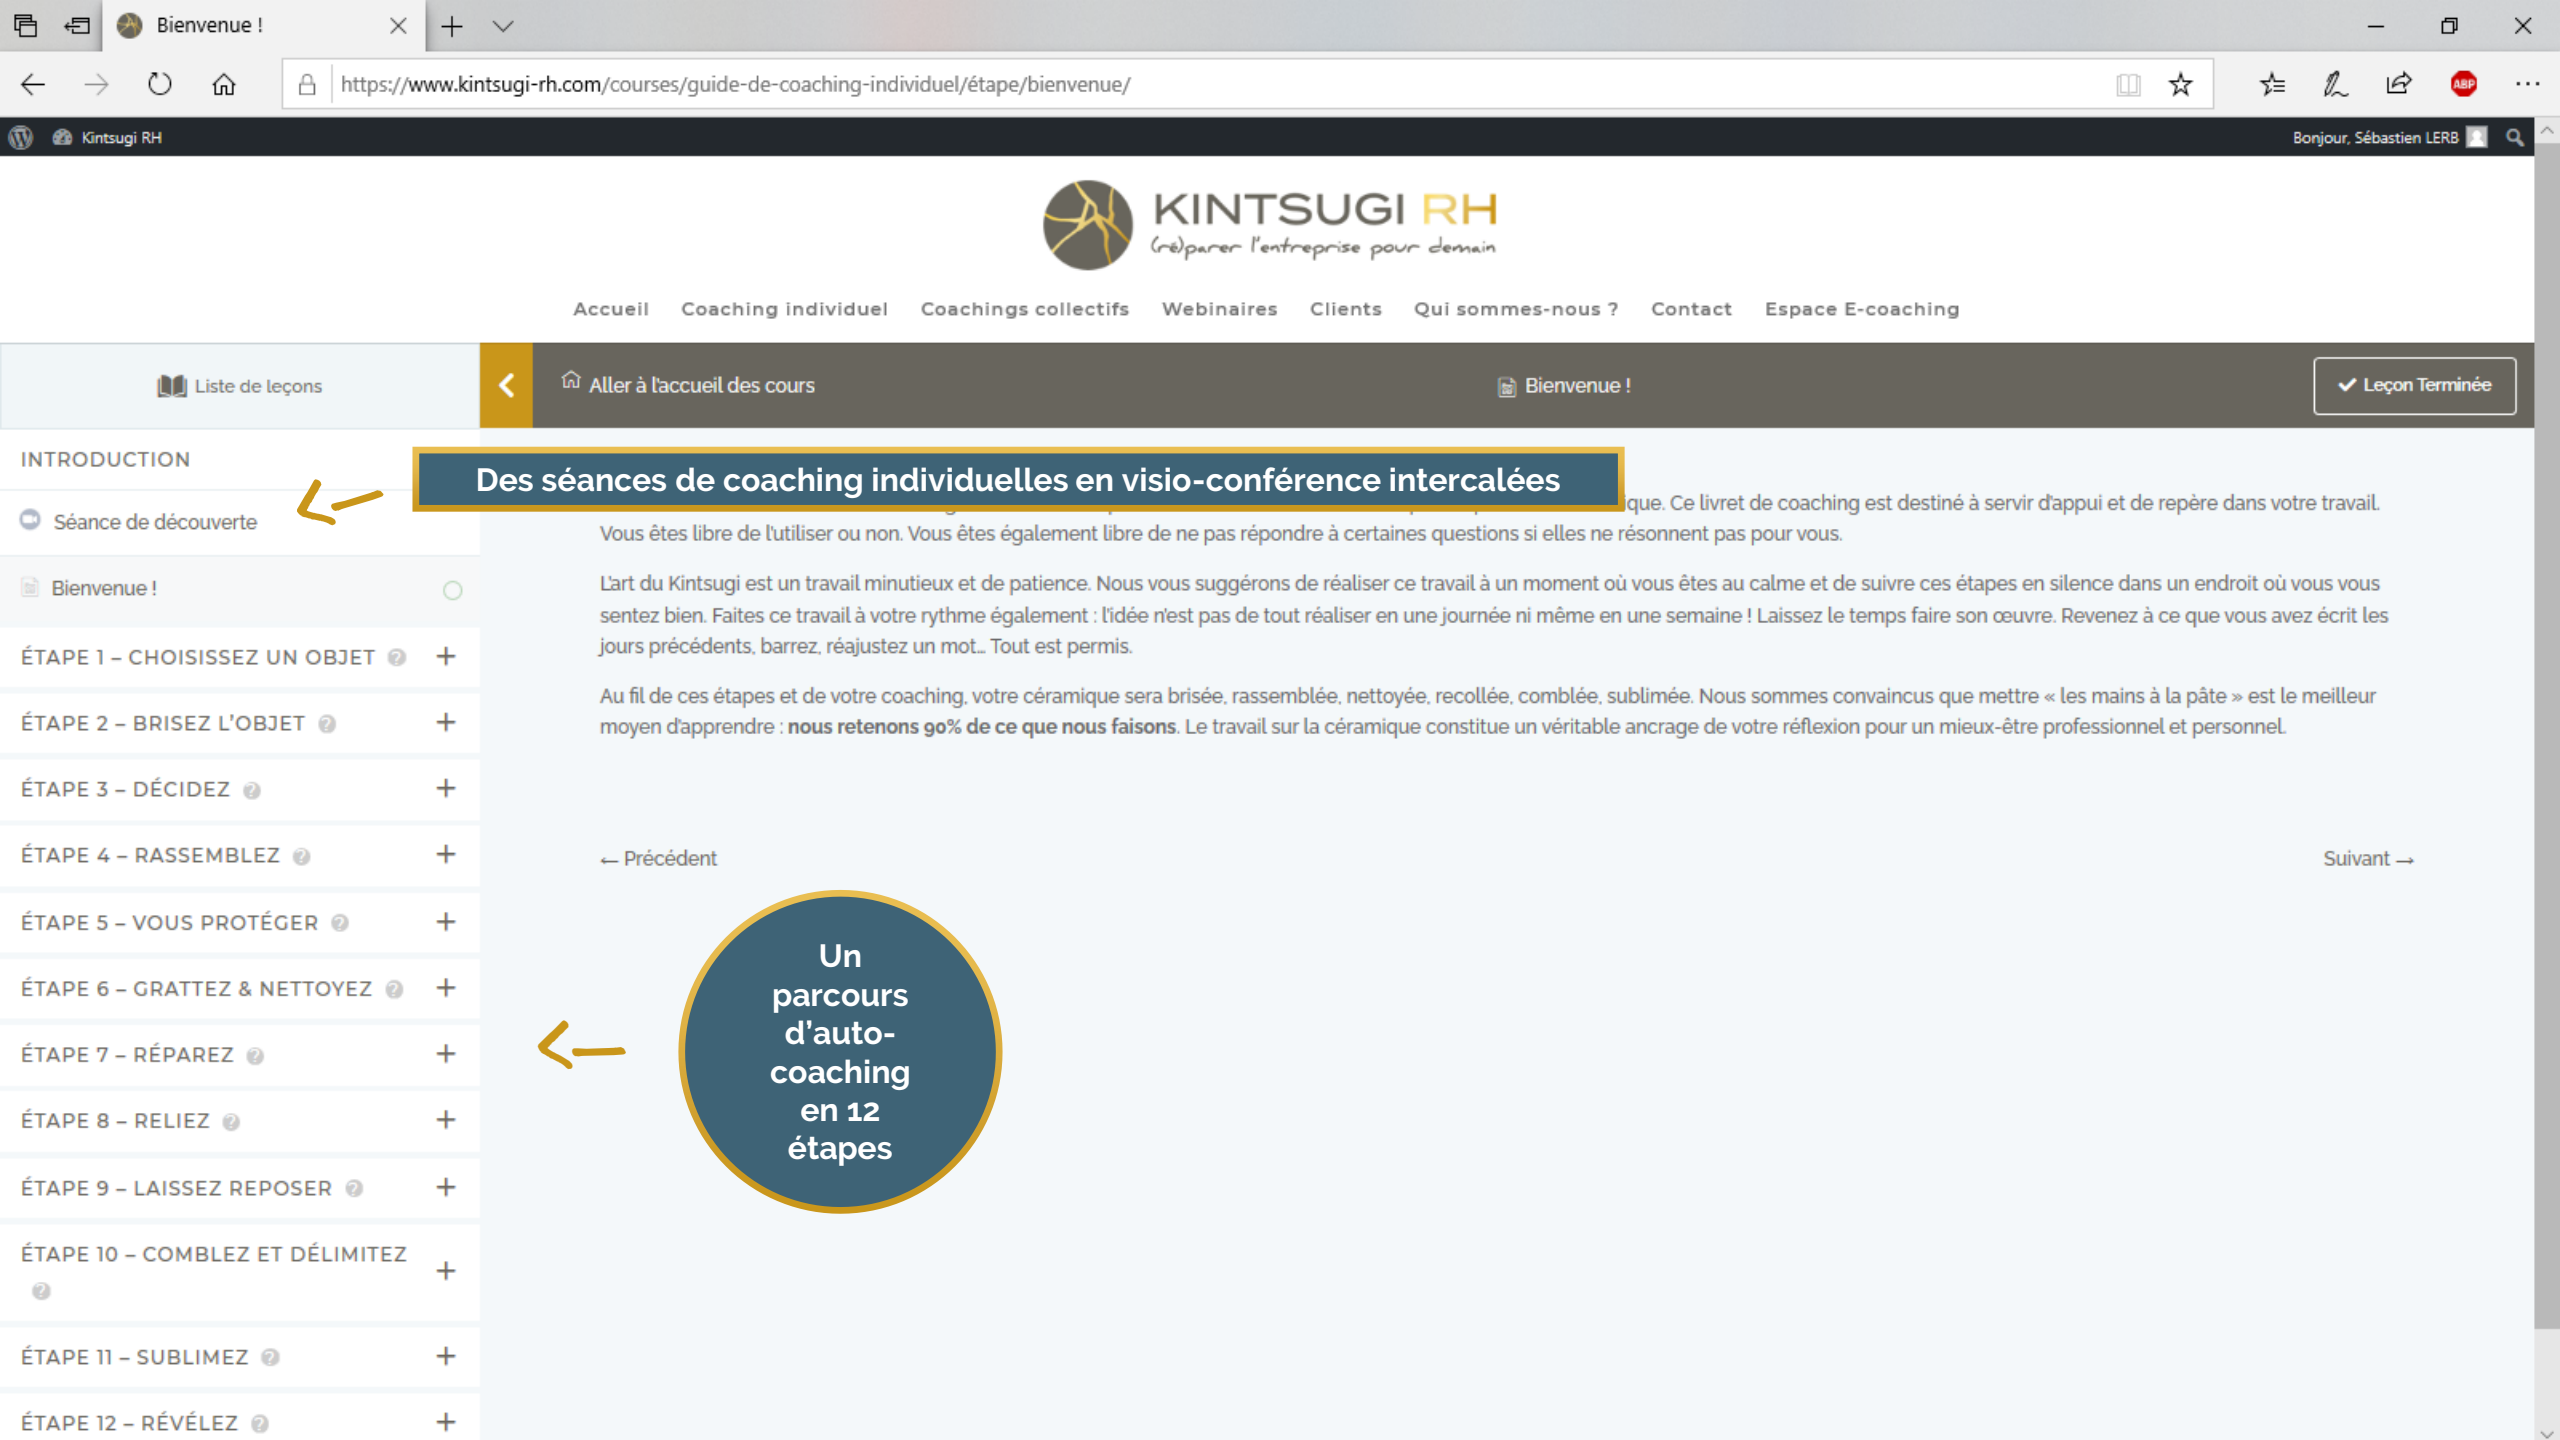 Bienvenue !
https://www.kintsugi-rh.com/courses/guide-de-coaching-individuel/étape/bienvenue/
ABP
Kintsugi RH
Bonjour, Sébastien LERB
KINTSUGI RH
(ré)parer l'entreprise pour demain
Accueil Coaching individuel Coachings collectifs Webinaires Clients Qui sommes-nous ? Contact Espace E-coaching
Liste de leçons
Aller à l'accueil des cours
Bienvenue !
Leçon Terminée
INTRODUCTION
Séance de découverte
Bienvenue !
ÉTAPE 1 – CHOISISSEZ UN OBJET
ÉTAPE 2 – BRISEZ L'OBJET
ÉTAPE 3 – DÉCIDEZ
ÉTAPE 4 – RASSEMBLEZ
ÉTAPE 5 – VOUS PROTÉGER
ÉTAPE 6 – GRATTEZ & NETTOYEZ
ÉTAPE 7 – RÉPAREZ
ÉTAPE 8 – RELIEZ
ÉTAPE 9 – LAISSEZ REPOSER
ÉTAPE 10 – COMBLEZ ET DÉLIMITEZ
ÉTAPE 11 – SUBLIMEZ
ÉTAPE 12 – RÉVÉLEZ
Des séances de coaching individuelles en visio-conférence intercalées
Ce livret de coaching est destiné à servir d'appui et de repère dans votre travail.
Vous êtes libre de l'utiliser ou non. Vous êtes également libre de ne pas répondre à certaines questions si elles ne résonnent pas pour vous.
L'art du Kintsugi est un travail minutieux et de patience. Nous vous suggérons de réaliser ce travail à un moment où vous êtes au calme et de suivre ces étapes en silence dans un endroit où vous vous
sentez bien. Faites ce travail à votre rythme également : l'idée n'est pas de tout réaliser en une journée ni même en une semaine ! Laissez le temps faire son œuvre. Revenez à ce que vous avez écrit les
jours précédents, barrez, réajustez un mot… Tout est permis.
Au fil de ces étapes et de votre coaching, votre céramique sera brisée, rassemblée, nettoyée, recollée, comblée, sublimée. Nous sommes convaincus que mettre « les mains à la pâte » est le meilleur
moyen d'apprendre : nous retenons 90% de ce que nous faisons. Le travail sur la céramique constitue un véritable ancrage de votre réflexion pour un mieux-être professionnel et personnel.
← Précédent
Suivant →
Un
parcours
d'auto-
coaching
en 12
étapes